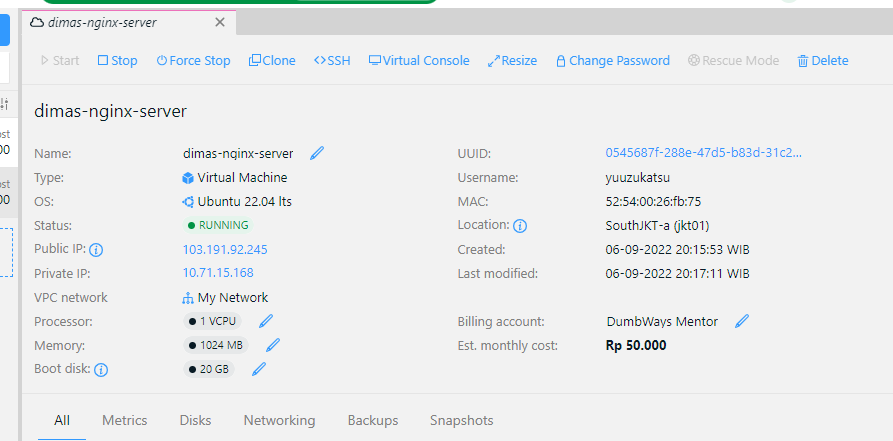 dimas-nginx-server
Start Stop Force Stop Clone SSH Virtual Console Resize Change Password Rescue Mode Delete
dimas-nginx-server
Name: dimas-nginx-server UUID: 0545687f-288e-47d5-b83d-31c2...
Type: Virtual Machine Username: yuuzukatsu
OS: Ubuntu 22.04 lts MAC: 52:54:00:26:fb:75
Status: RUNNING Location: SouthJKT-a (jkt01)
Public IP: 103.191.92.245 Created: 06-09-2022 20:15:53 WIB
Private IP: 10.71.15.168 Last modified: 06-09-2022 20:17:11 WIB
VPC network My Network
Processor: 1 VCPU Billing account: DumbWays Mentor
Memory: 1024 MB Est. monthly cost: Rp 50.000
Boot disk: 20 GB
All Metrics Disks Networking Backups Snapshots